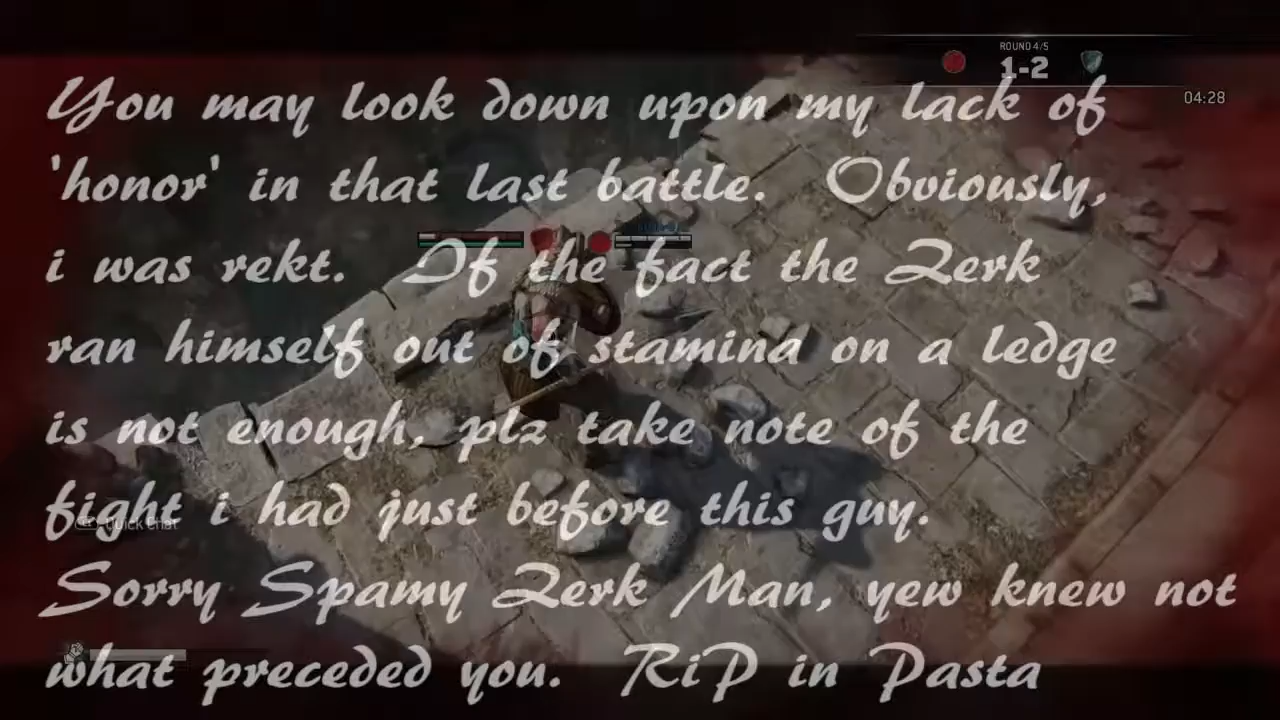 ROUND 4/5
1-2
04:28
You may look down upon my lack of
'honor' in that last battle.  Obviously,
i was rekt.  If the fact the Zerk
ran himself out of stamina on a ledge
is not enough, plz take note of the
fight i had just before this guy.
Quick Chat
Sorry Spamy Zerk Man, yew knew not
what preceded you.  RiP in Pasta